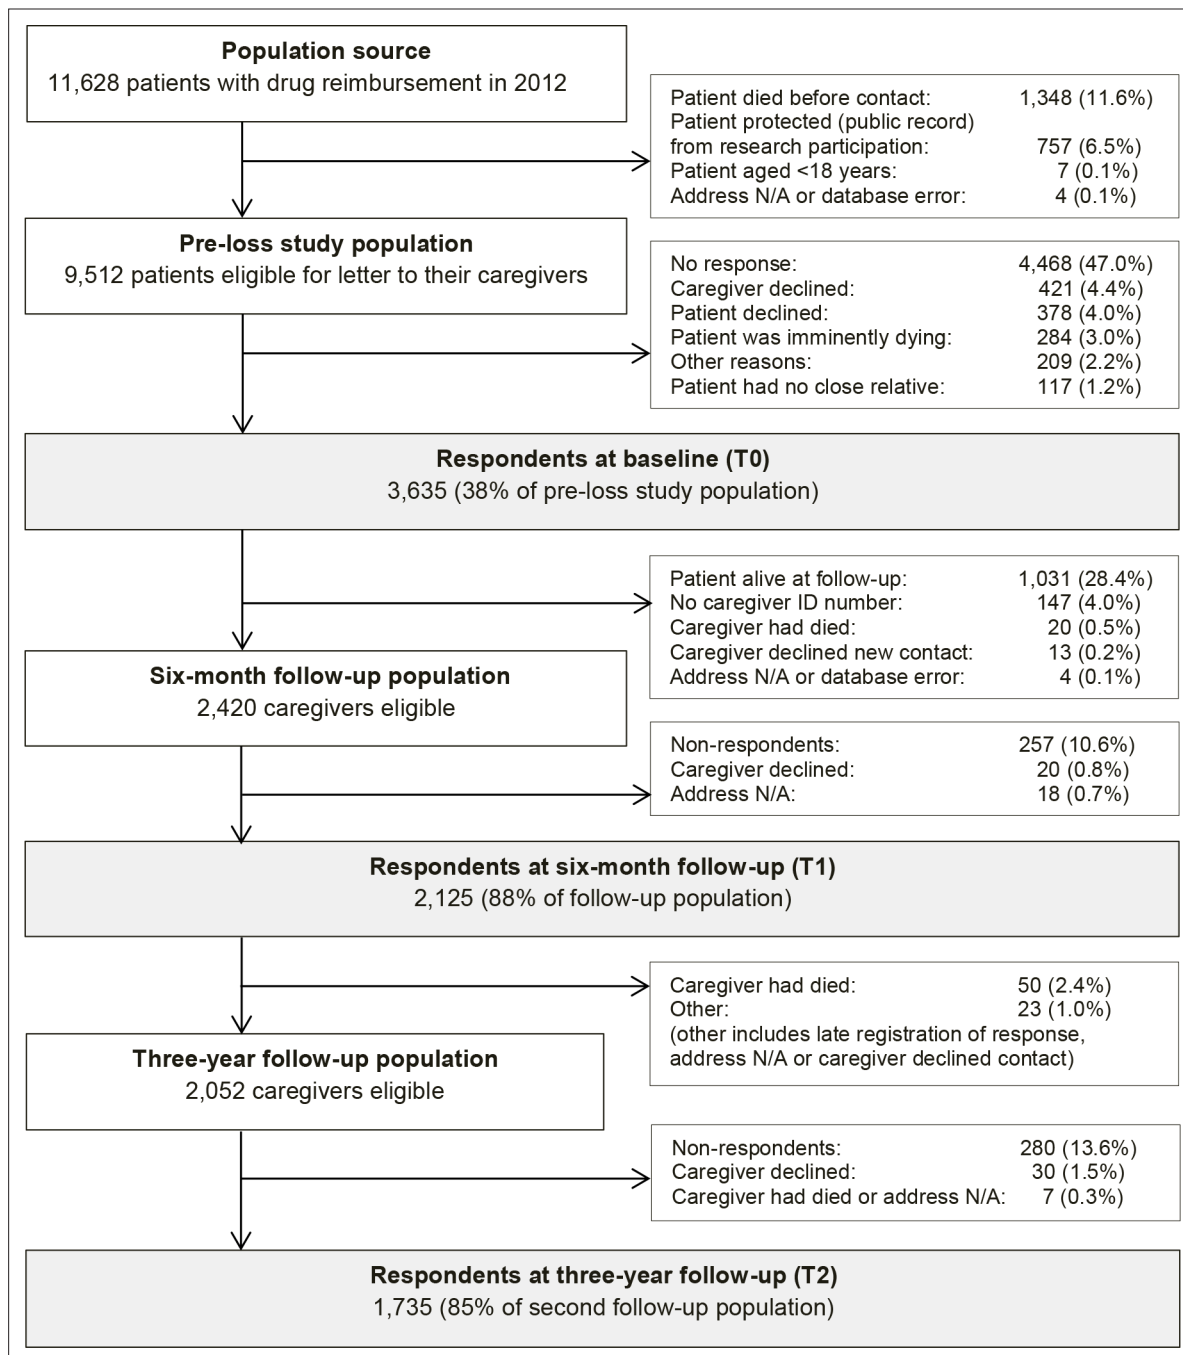 Population source
11,628 patients with drug reimbursement in 2012
Patient died before contact: 1,348 (11.6%)
Patient protected (public record)
from research participation: 757 (6.5%)
Patient aged <18 years: 7 (0.1%)
Address N/A or database error: 4 (0.1%)
Pre-loss study population
9,512 patients eligible for letter to their caregivers
No response: 4,468 (47.0%)
Caregiver declined: 421 (4.4%)
Patient declined: 378 (4.0%)
Patient was imminently dying: 284 (3.0%)
Other reasons: 209 (2.2%)
Patient had no close relative: 117 (1.2%)
Respondents at baseline (T0)
3,635 (38% of pre-loss study population)
Patient alive at follow-up: 1,031 (28.4%)
No caregiver ID number: 147 (4.0%)
Caregiver had died: 20 (0.5%)
Caregiver declined new contact: 13 (0.2%)
Address N/A or database error: 4 (0.1%)
Six-month follow-up population
2,420 caregivers eligible
Non-respondents: 257 (10.6%)
Caregiver declined: 20 (0.8%)
Address N/A: 18 (0.7%)
Respondents at six-month follow-up (T1)
2,125 (88% of follow-up population)
Caregiver had died: 50 (2.4%)
Other: 23 (1.0%)
(other includes late registration of response,
address N/A or caregiver declined contact)
Three-year follow-up population
2,052 caregivers eligible
Non-respondents: 280 (13.6%)
Caregiver declined: 30 (1.5%)
Caregiver had died or address N/A: 7 (0.3%)
Respondents at three-year follow-up (T2)
1,735 (85% of second follow-up population)